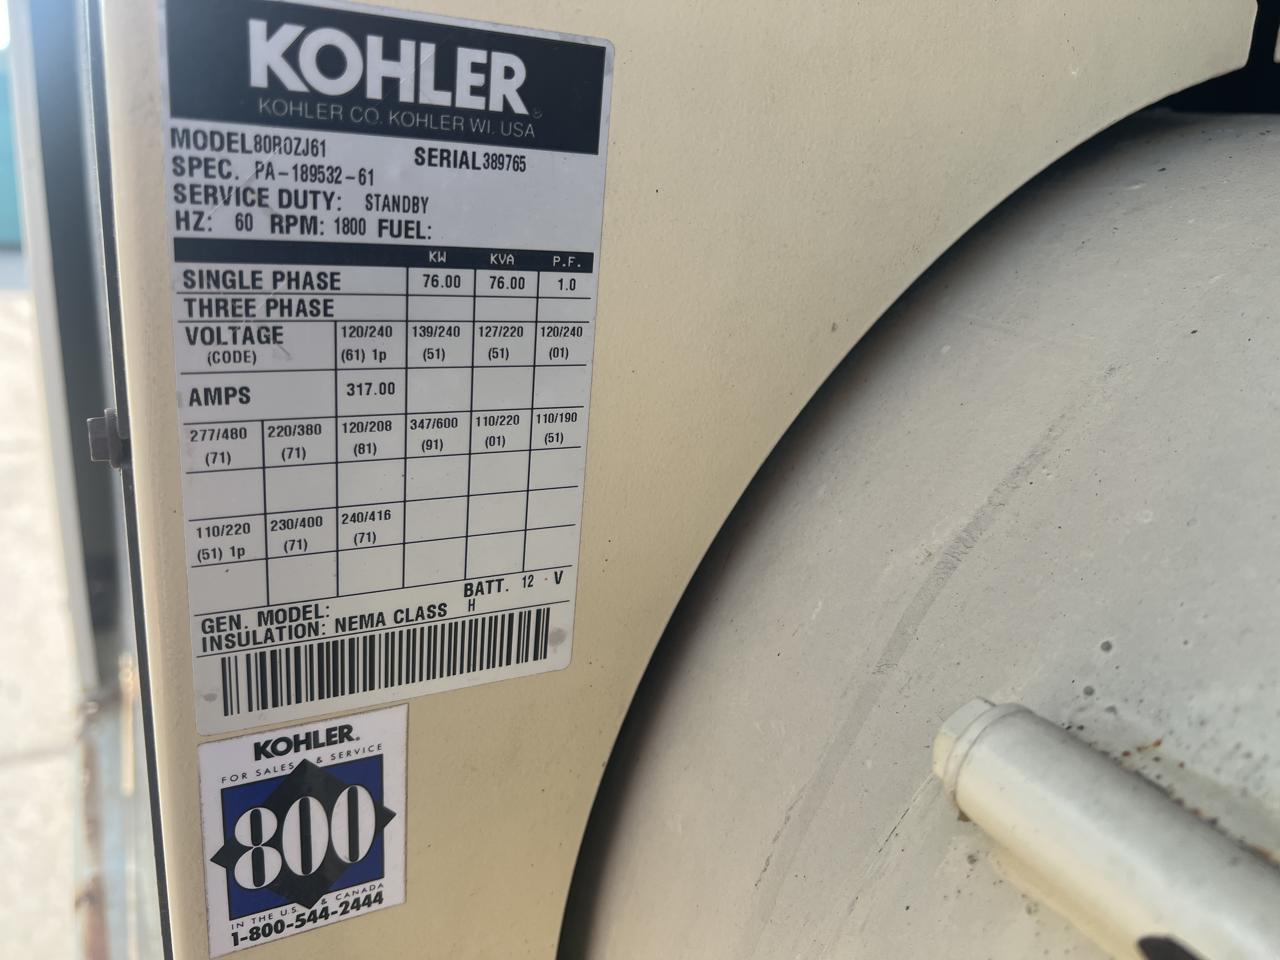 KOHLER®
KOHLER CO. KOHLER WI. USA
MODEL 80ROZJ61 SERIAL 389765
SPEC. PA-189532-61
SERVICE DUTY: STANDBY
HZ: 60 RPM: 1800 FUEL:
KW KVA P.F.
SINGLE PHASE 76.00 76.00 1.0
THREE PHASE
VOLTAGE 120/240 139/240 127/220 120/240
(CODE) (61) 1p (51) (51) (01)
AMPS 317.00
277/480 220/380 120/208 347/600 110/220 110/190
(71) (71) (81) (91) (01) (51)
110/220 230/400 240/416
(51) 1p (71) (71)
BATT. 12 V
GEN. MODEL:
INSULATION: NEMA CLASS H
KOHLER®
FOR SALES & SERVICE
800
IN THE U.S. & CANADA
1-800-544-2444